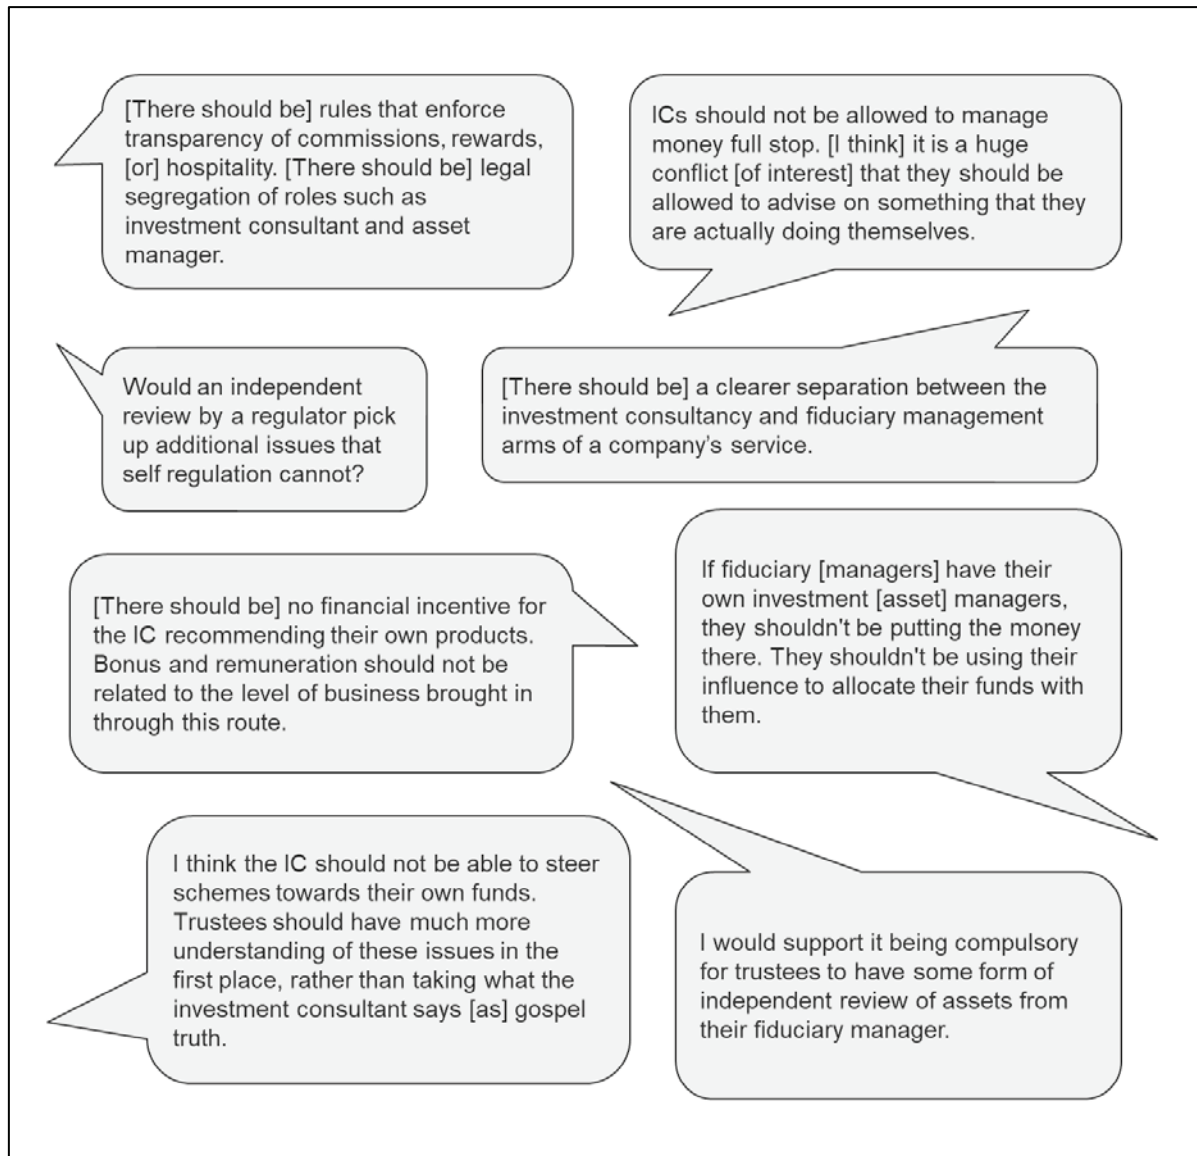 [There should be] rules that enforce
transparency of commissions, rewards,
[or] hospitality. [There should be] legal
segregation of roles such as
investment consultant and asset
manager.
ICs should not be allowed to manage
money full stop. [I think] it is a huge
conflict [of interest] that they should be
allowed to advise on something that they
are actually doing themselves.
Would an independent
review by a regulator pick
up additional issues that
self regulation cannot?
[There should be] a clearer separation between the
investment consultancy and fiduciary management
arms of a company's service.
[There should be] no financial incentive for
the IC recommending their own products.
Bonus and remuneration should not be
related to the level of business brought in
through this route.
If fiduciary [managers] have their
own investment [asset] managers,
they shouldn't be putting the money
there. They shouldn't be using their
influence to allocate their funds with
them.
I think the IC should not be able to steer
schemes towards their own funds.
Trustees should have much more
understanding of these issues in the
first place, rather than taking what the
investment consultant says [as] gospel
truth.
I would support it being compulsory
for trustees to have some form of
independent review of assets from
their fiduciary manager.